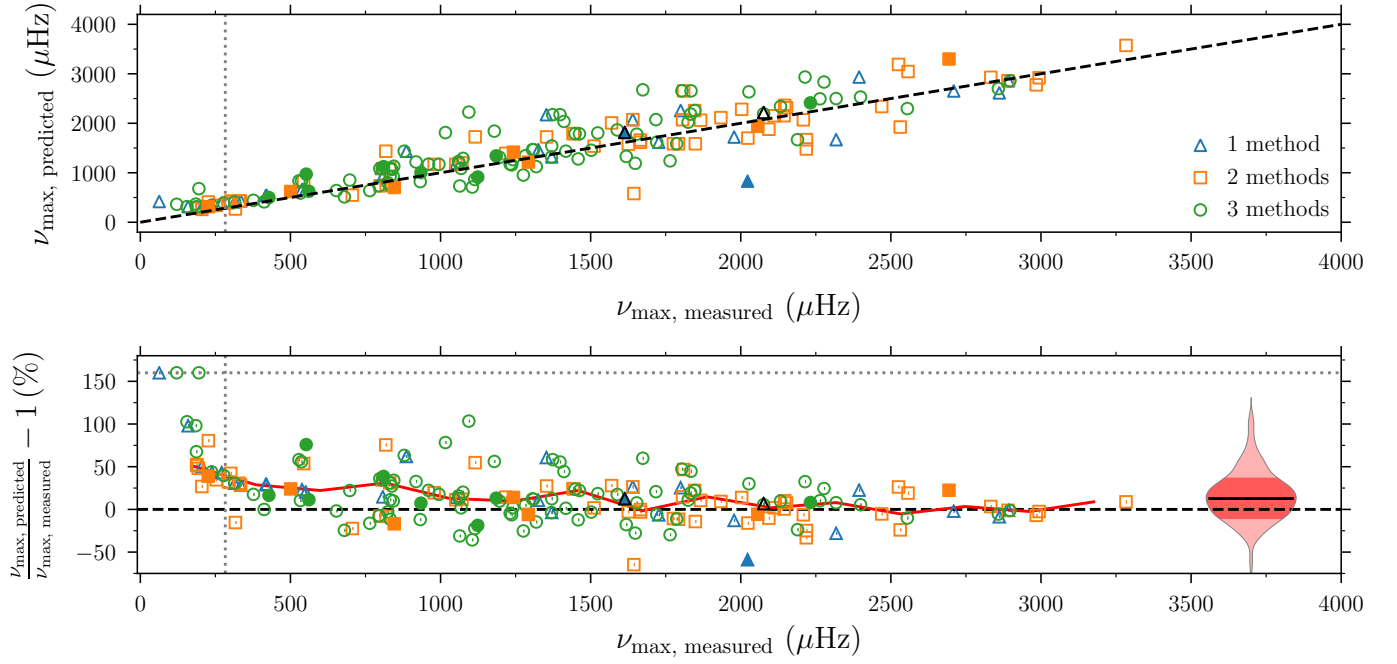 4000
3000
2000
1000
0
ν_max, predicted (μHz)
1 method
2 methods
3 methods
0 500 1000 1500 2000 2500 3000 3500 4000
ν_max, measured (μHz)
150
100
50
0
−50
ν_max, predicted / ν_max, measured − 1 (%)
0 500 1000 1500 2000 2500 3000 3500 4000
ν_max, measured (μHz)